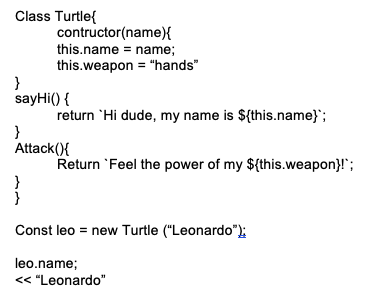 Class Turtle{
contructor(name){
this.name = name;
this.weapon = “hands”
}
sayHi() {
return `Hi dude, my name is ${this.name}`;
}
Attack(){
Return `Feel the power of my ${this.weapon}!`;
}
}
Const leo = new Turtle (“Leonardo”);
leo.name;
<< “Leonardo”